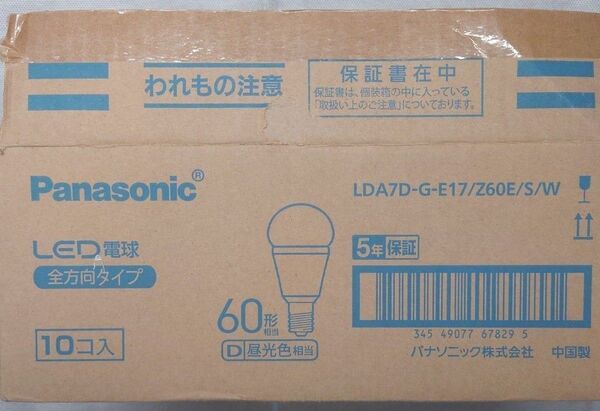 われもの注意
保証書在中
保証書は、個装箱の中に入っている
「取扱い上のご注意」についております。
Panasonic®
LDA7D-G-E17/Z60E/S/W
LED電球
全方向タイプ
5年保証
60形相当
D 昼光色相当
345 49077 67829 5
10コ入
パナソニック株式会社 中国製